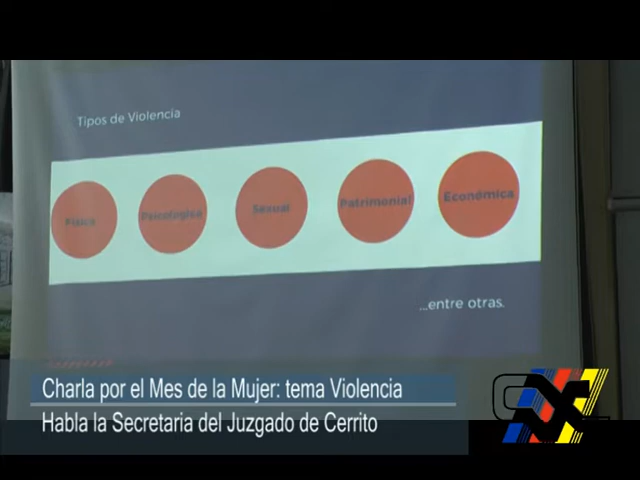 Tipos de Violencia
Física
Psicológica
Sexual
Patrimonial
Económica
...entre otras.
Charla por el Mes de la Mujer: tema Violencia
Habla la Secretaria del Juzgado de Cerrito